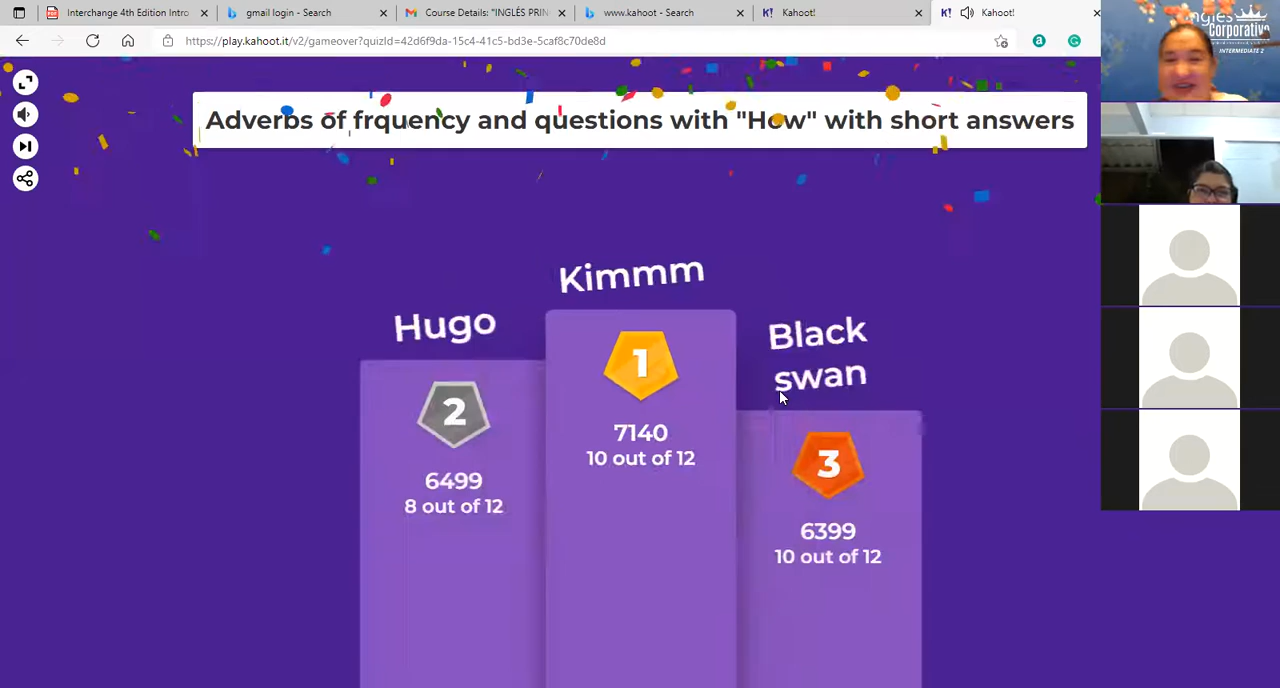 Interchange 4th Edition Intro
gmail login - Search
Course Details: "INGLÉS PRIN
www.kahoot - Search
Kahoot!
Kahoot!
https://play.kahoot.it/v2/gameover?quizId=42d6f9da-15c4-41c5-bd3e-5caf8c70de8d
Inglés
Corporative
INTERMEDIATE 2
Adverbs of frquency and questions with "How" with short answers
Kimmm
Hugo
Black
swan
1
2
3
7140
10 out of 12
6499
8 out of 12
6399
10 out of 12